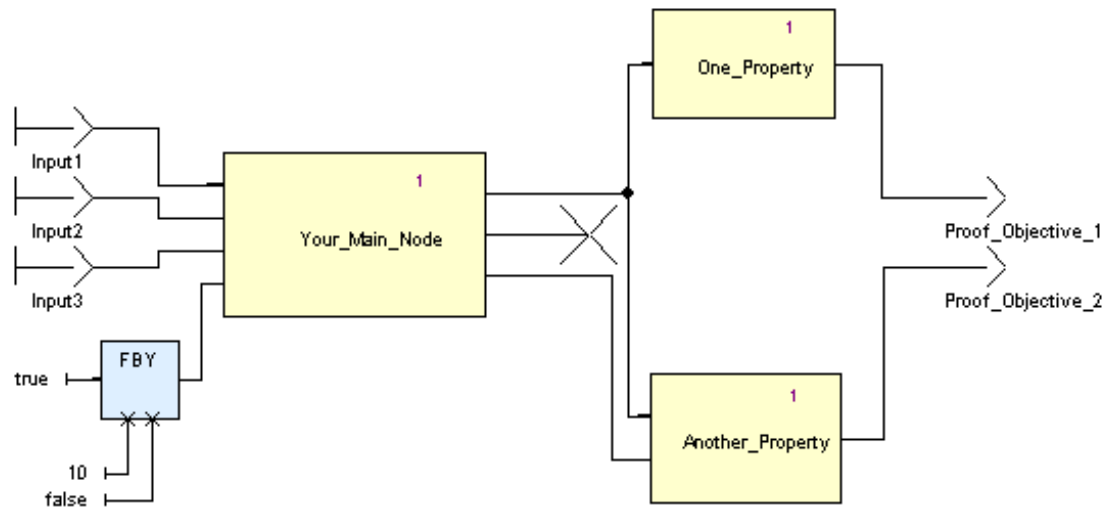 1
One_Property
Input1
1
Input2
Your_Main_Node
Proof_Objective_1
Input3
Proof_Objective_2
FBY
true
1
Another_Property
10
false